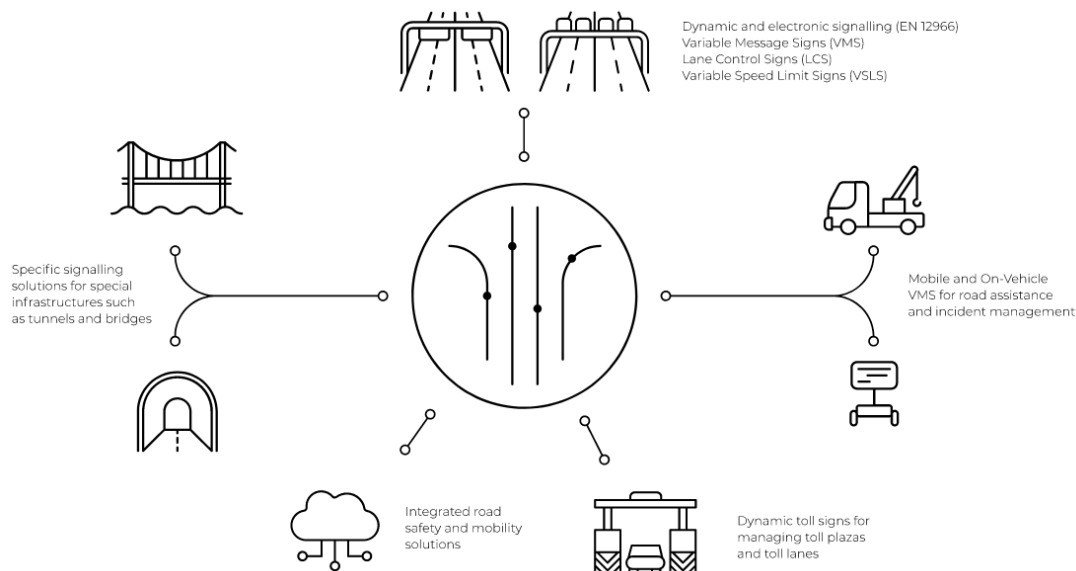 Dynamic and electronic signalling (EN 12966)
Variable Message Signs (VMS)
Lane Control Signs (LCS)
Variable Speed Limit Signs (VSLS)
Specific signalling
solutions for special
infrastructures such
as tunnels and bridges
Mobile and On-Vehicle
VMS for road assistance
and incident management
Integrated road
safety and mobility
solutions
Dynamic toll signs for
managing toll plazas
and toll lanes